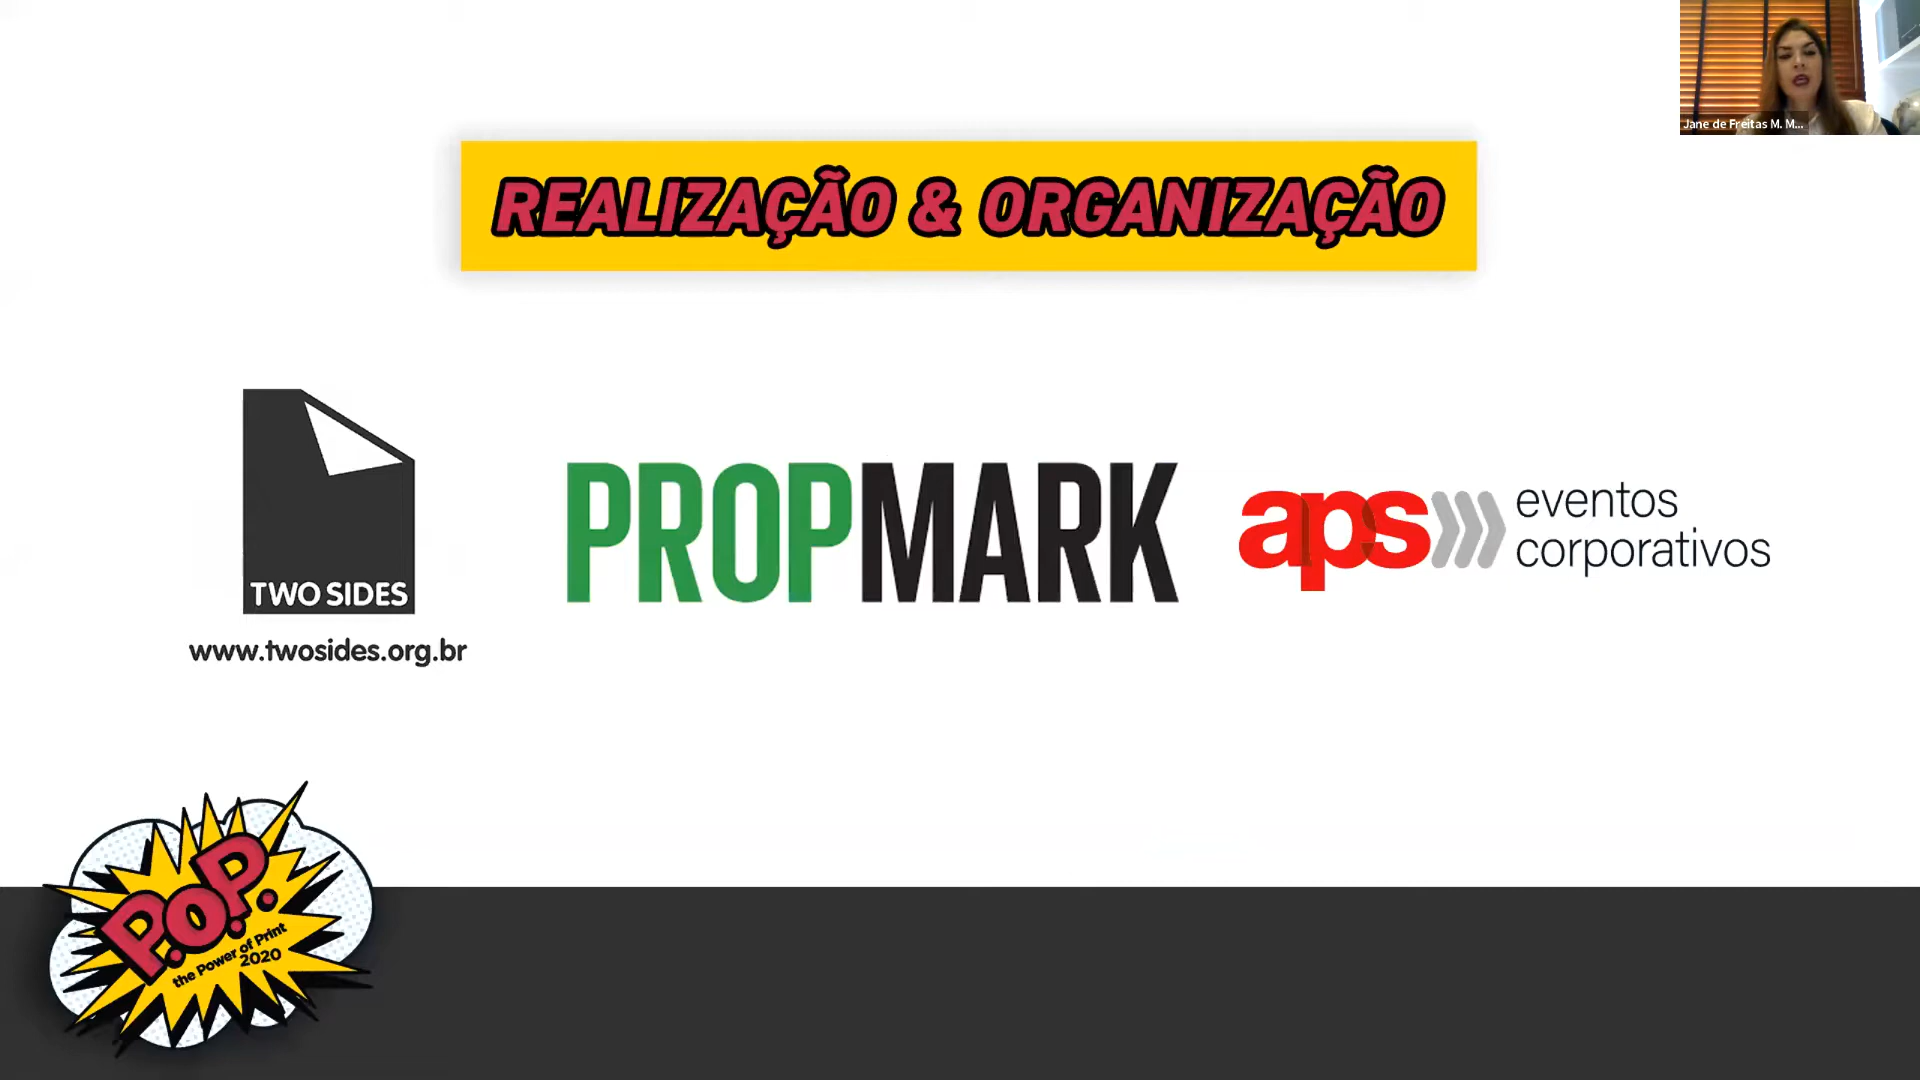 Jane de Freitas M. M...
REALIZAÇÃO & ORGANIZAÇÃO
TWO SIDES
www.twosides.org.br
PROPMARK
aps
eventos
corporativos
P.O.P.
the Power of Print
2020